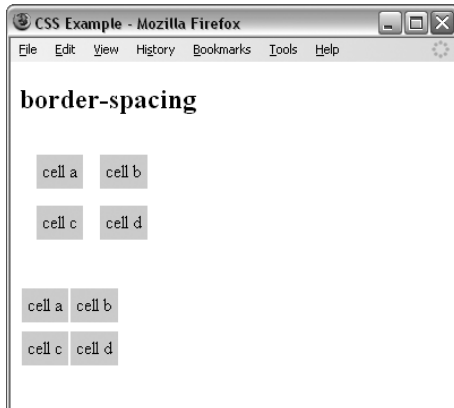 CSS Example - Mozilla Firefox
File Edit View History Bookmarks Tools Help
border-spacing
cell a cell b
cell c cell d
cell a cell b
cell c cell d